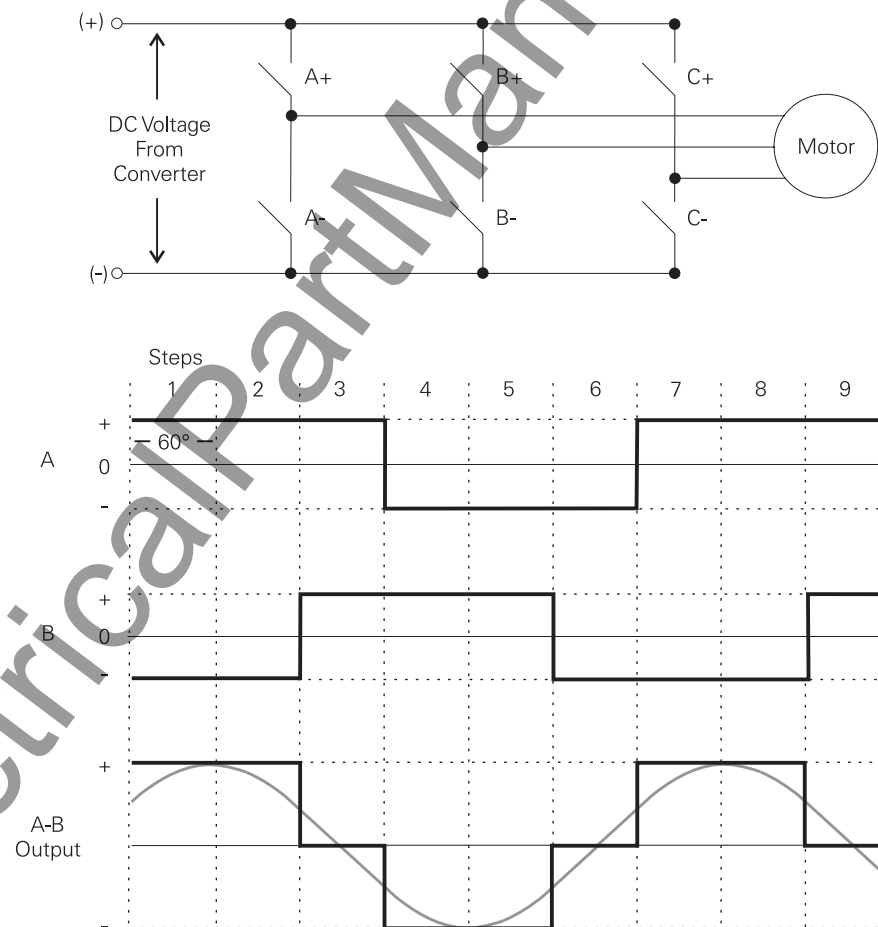 (+)
A+
B+
C+
DC Voltage
From
Converter
Motor
A-
B-
C-
(-)
Steps
1 2 3 4 5 6 7 8 9
+
60°
A
0
-
+
B
0
-
+
A-B
Output
-
ctricalPartMan